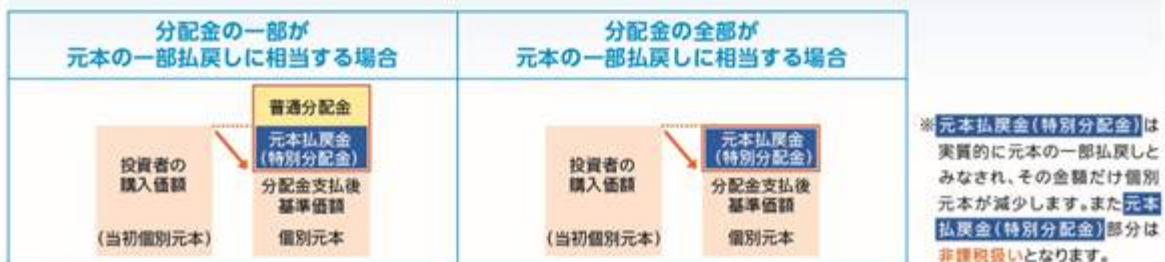 分配金の一部が
元本の一部払戻しに相当する場合
分配金の全部が
元本の一部払戻しに相当する場合
普通分配金
元本払戻金
(特別分配金)
投資者の
購入価額
(当初個別元本)
分配金支払後
基準価額
個別元本
元本払戻金
(特別分配金)
投資者の
購入価額
(当初個別元本)
分配金支払後
基準価額
個別元本
※元本払戻金(特別分配金)は
実質的に元本の一部払戻しと
みなされ、その金額だけ個別
元本が減少します。また元本
払戻金(特別分配金)部分は
非課税扱いとなります。